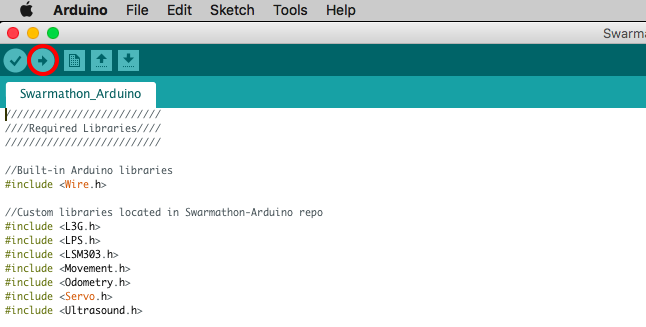 Arduino File Edit Sketch Tools Help
Swarma
Swarmathon_Arduino
///////////////////////////
////Required Libraries////
///////////////////////////
//Built-in Arduino libraries
#include <Wire.h>
//Custom libraries located in Swarmathon-Arduino repo
#include <L3G.h>
#include <LPS.h>
#include <LSM303.h>
#include <Movement.h>
#include <Odometry.h>
#include <Servo.h>
#include <Ultrasound.h>